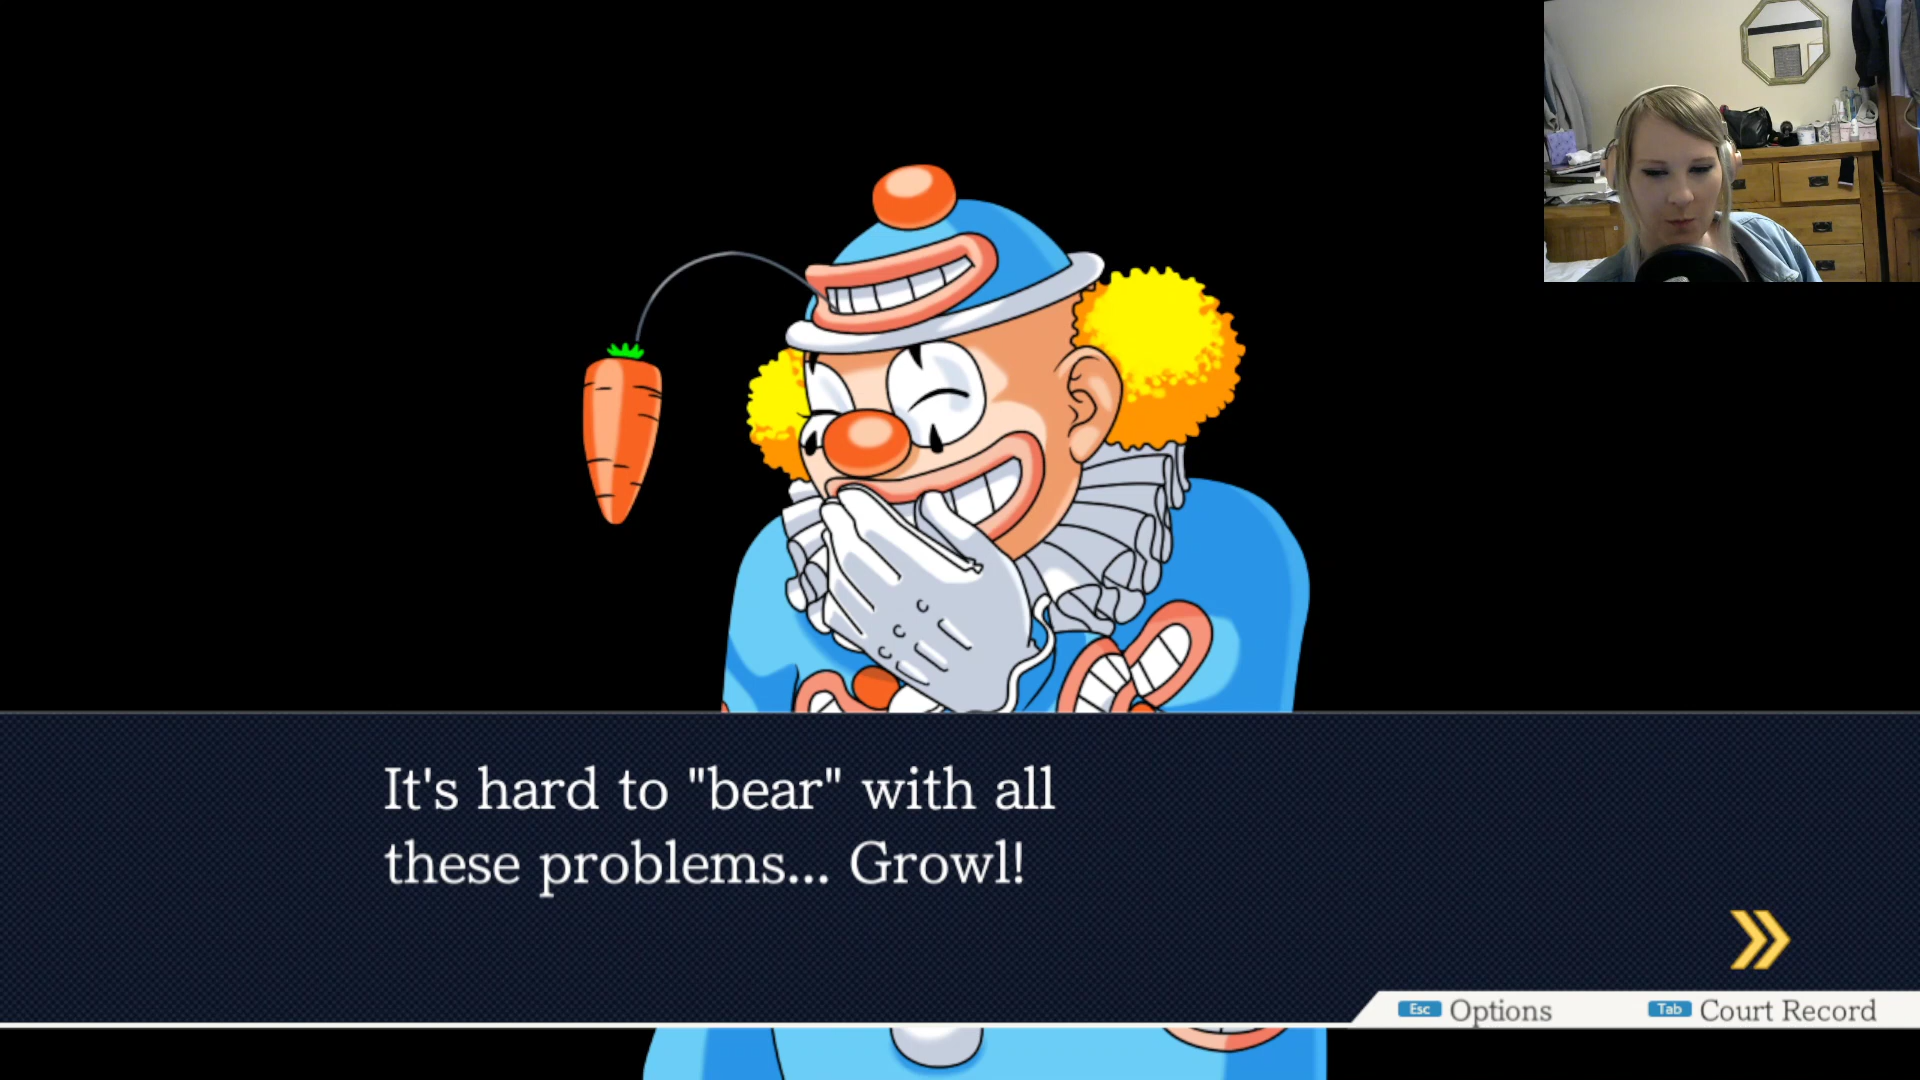 It's hard to "bear" with all
these problems... Growl!
Esc Options Tab Court Record